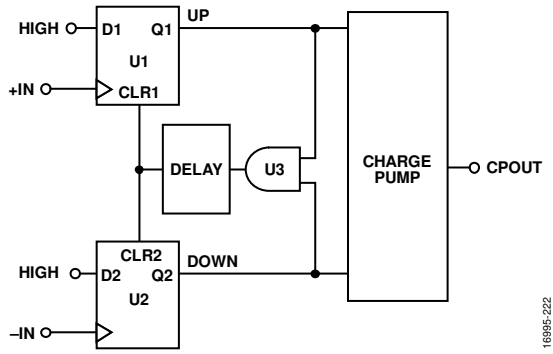 UP
HIGH D1 Q1
U1
+IN CLR1
DELAY U3 CHARGE PUMP CPOUT
CLR2
HIGH D2 Q2 DOWN
U2
–IN
16995-222